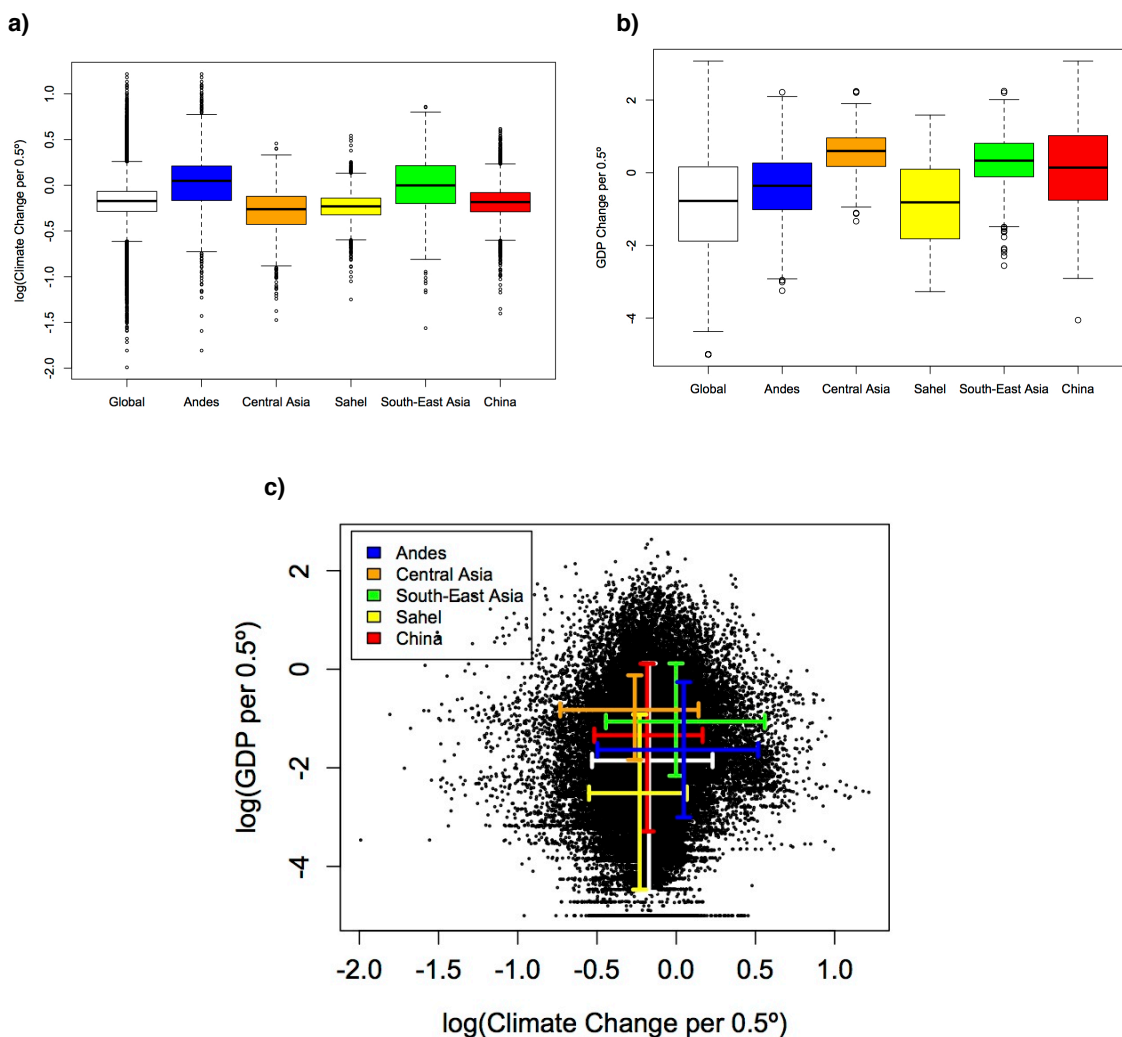 a)
log(Climate Change per 0.5º)
1.0
0.5
0.0
-0.5
-1.0
-1.5
-2.0
Global Andes Central Asia Sahel South-East Asia China
b)
GDP Change per 0.5º
2
0
-2
-4
Global Andes Central Asia Sahel South-East Asia China
c)
Andes
Central Asia
South-East Asia
Sahel
China
log(GDP per 0.5º)
2
0
-2
-4
-2.0 -1.5 -1.0 -0.5 0.0 0.5 1.0
log(Climate Change per 0.5º)